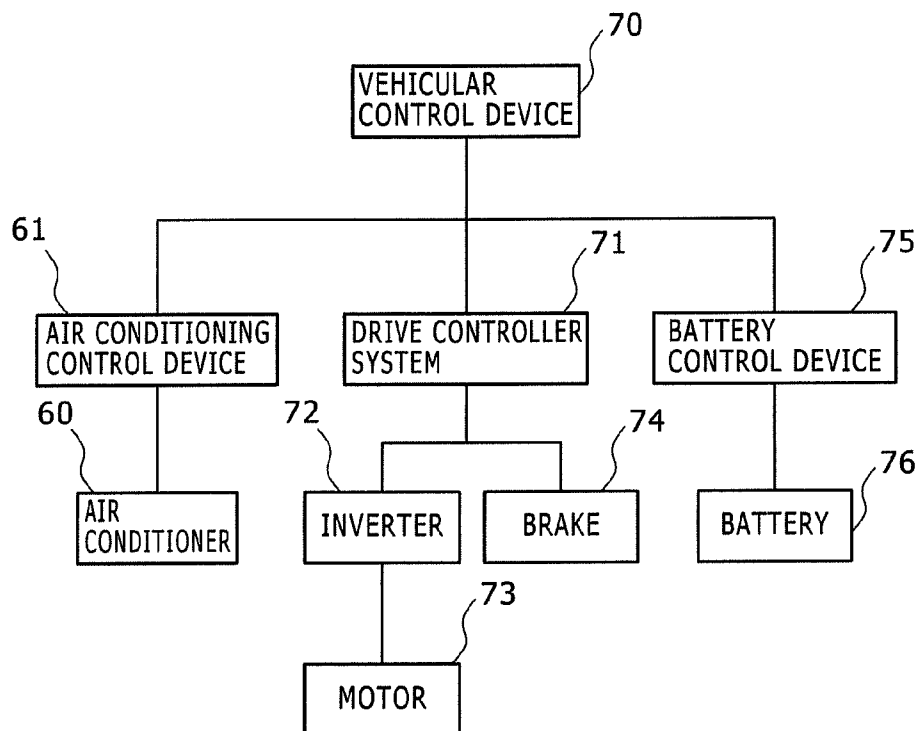 70
VEHICULAR
CONTROL DEVICE
61
71
75
AIR CONDITIONING
CONTROL DEVICE
DRIVE CONTROLLER
SYSTEM
BATTERY
CONTROL DEVICE
60
72
74
76
AIR
CONDITIONER
INVERTER
BRAKE
BATTERY
73
MOTOR